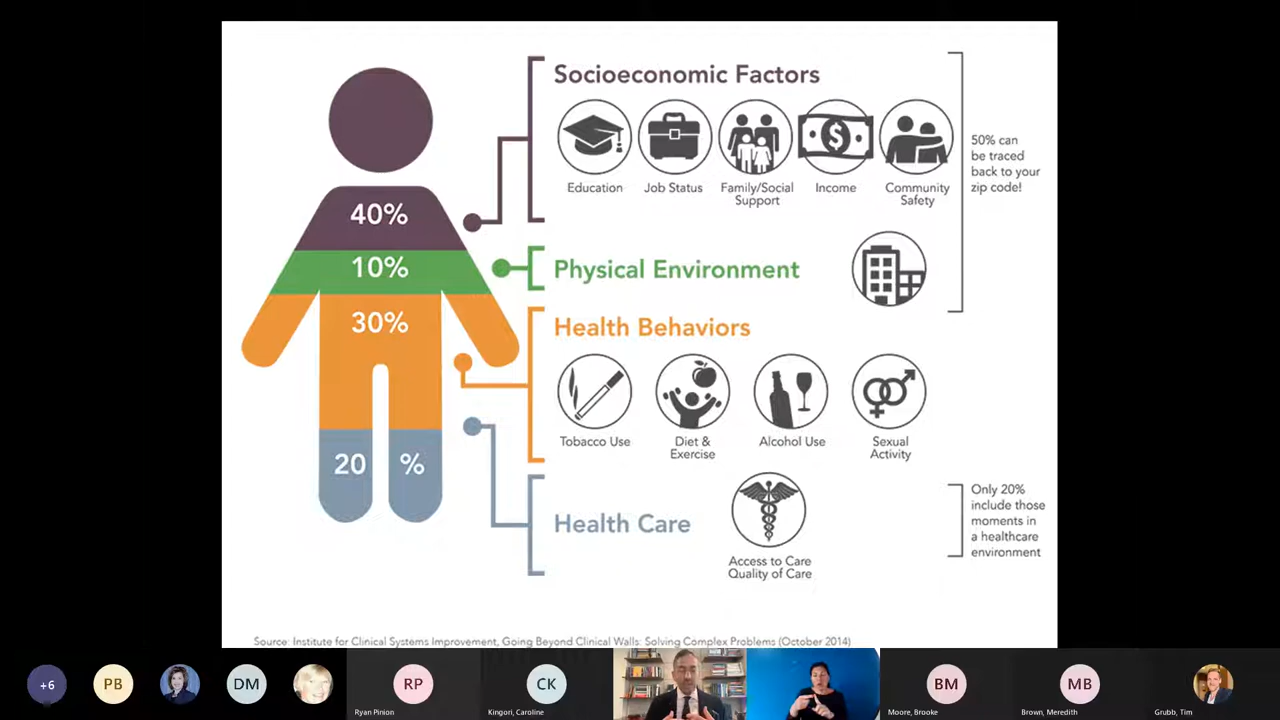 Socioeconomic Factors
Education
Job Status
Family/Social
Support
Income
Community
Safety
50% can
be traced
back to your
zip code!
40%
10%
Physical Environment
30%
Health Behaviors
Tobacco Use
Diet &
Exercise
Alcohol Use
Sexual
Activity
20 %
Health Care
Access to Care
Quality of Care
Only 20%
include those
moments in
a healthcare
environment
Source: Institute for Clinical Systems Improvement, Going Beyond Clinical Walls: Solving Complex Problems (October 2014)
+6
PB
DM
RP
Ryan Pinion
CK
Kingori, Caroline
BM
Moore, Brooke
MB
Brown, Meredith
Grubb, Tim